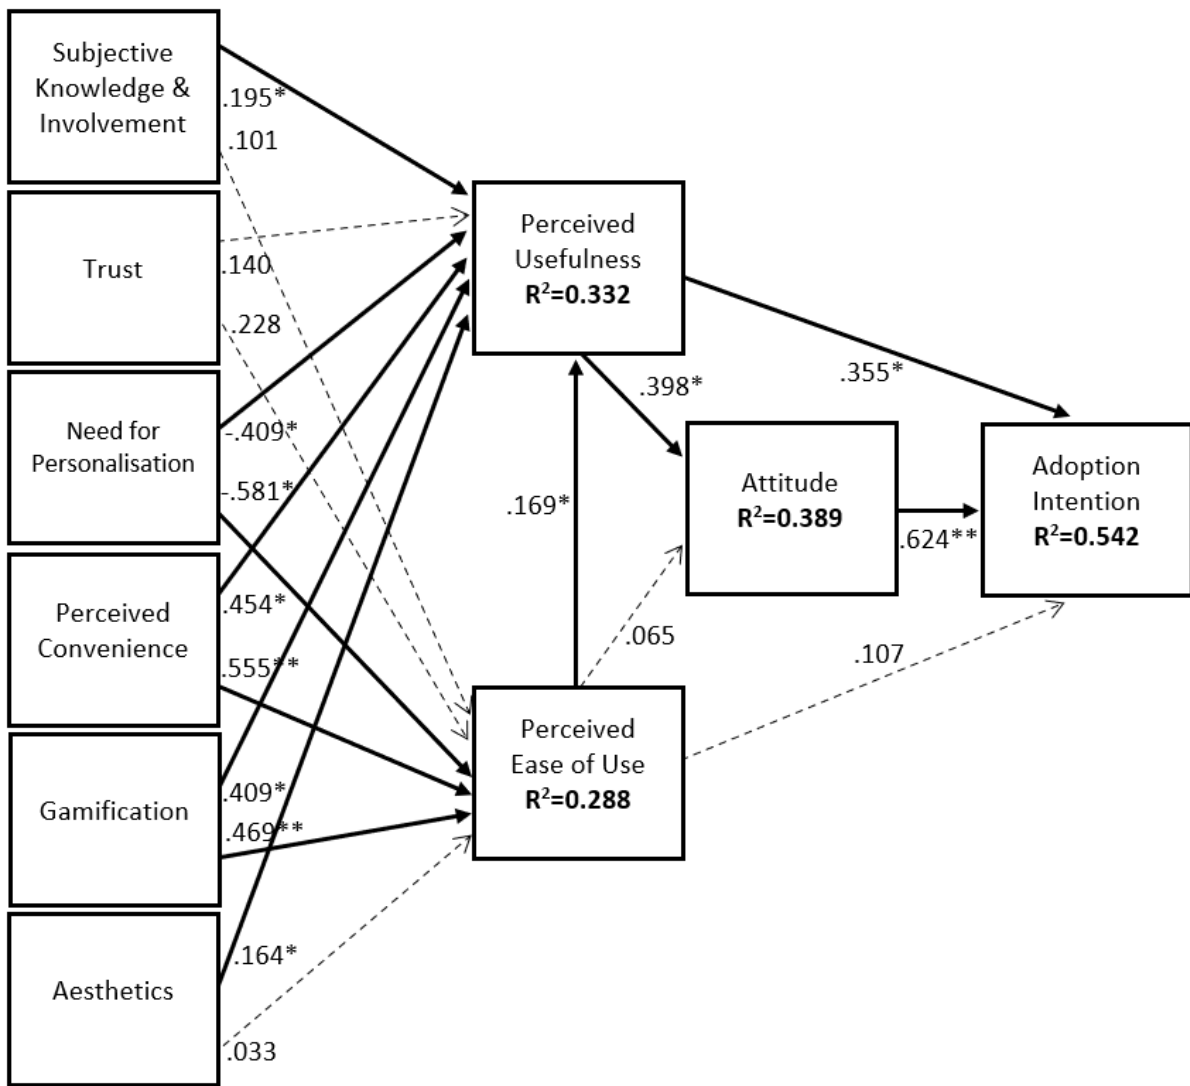 Subjective
Knowledge &
Involvement
.195*
.101
Trust
.140
.228
Need for
Personalisation
-.409*
-.581*
Perceived
Convenience
.454*
.555**
Gamification
.409*
.469**
Aesthetics
.164*
.033
Perceived
Usefulness
R²=0.332
.398*
.355*
.169*
Attitude
R²=0.389
.624**
Adoption
Intention
R²=0.542
.065
.107
Perceived
Ease of Use
R²=0.288